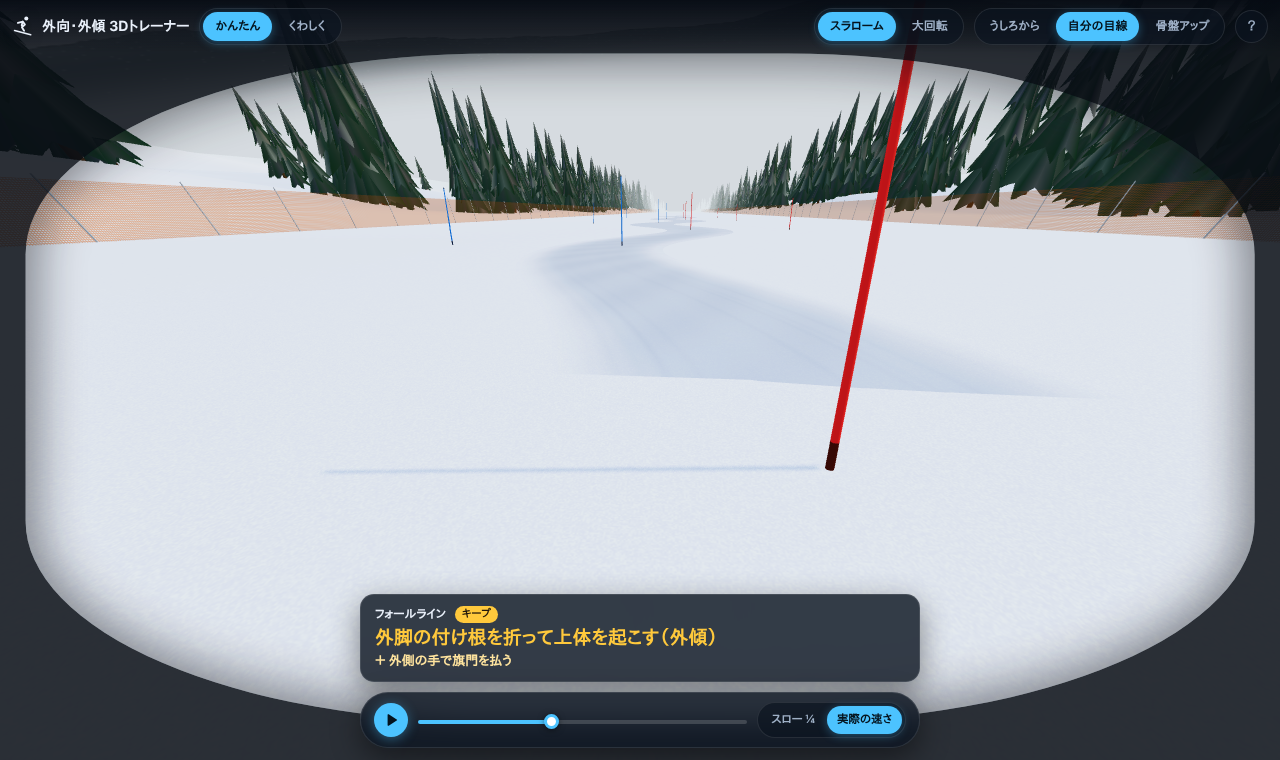 外向・外傾 3Dトレーナー
かんたん
くわしく
スラローム
大回転
うしろから
自分の目線
骨盤アップ
?
フォールライン
キープ
外脚の付け根を折って上体を起こす（外傾）
＋ 外側の手で旗門を払う
スロー ¼
実際の速さ